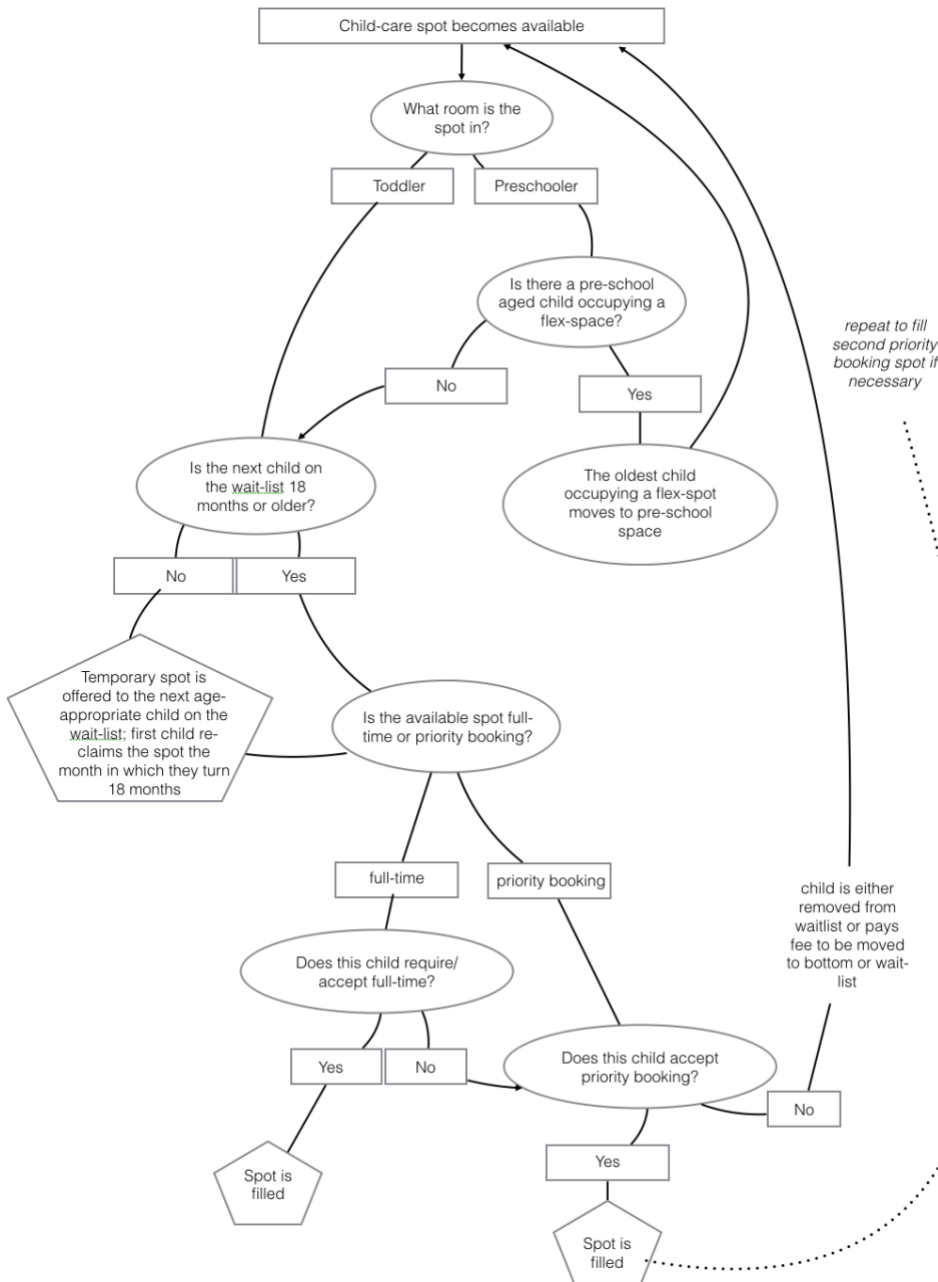 Child-care spot becomes available
What room is the
spot in?
Toddler
Preschooler
Is there a pre-school
aged child occupying a
flex-space?
repeat to fill
second priority
booking spot if
necessary
No
Yes
Is the next child on
the wait-list 18
months or older?
The oldest child
occupying a flex-spot
moves to pre-school
space
No
Yes
Temporary spot is
offered to the next age-
appropriate child on the
wait-list; first child re-
claims the spot the
month in which they turn
18 months
Is the available spot full-
time or priority booking?
full-time
priority booking
child is either
removed from
waitlist or pays
fee to be moved
to bottom or wait-
list
Does this child require/
accept full-time?
Yes
No
Does this child accept
priority booking?
No
Yes
Spot is
filled
Spot is
filled